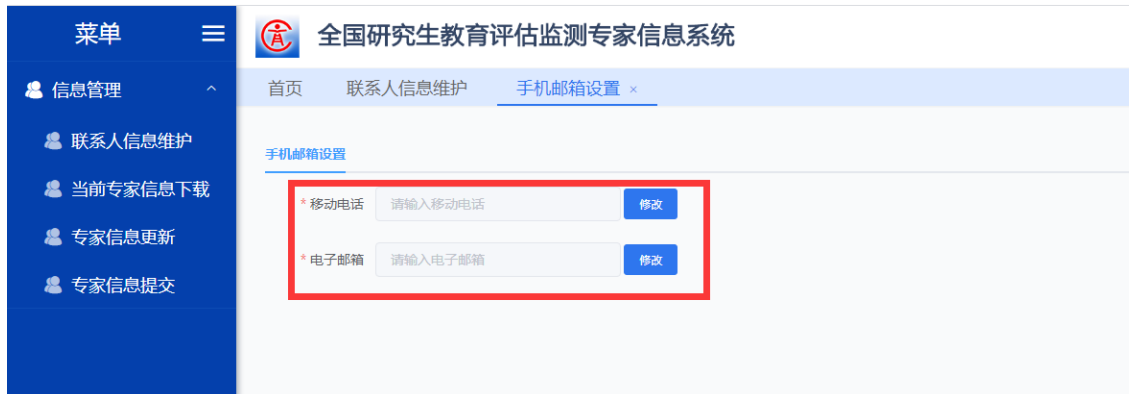 菜单
全国研究生教育评估监测专家信息系统
信息管理
首页 联系人信息维护 手机邮箱设置 ×
联系人信息维护
当前专家信息下载
专家信息更新
专家信息提交
手机邮箱设置
* 移动电话 请输入移动电话 修改
* 电子邮箱 请输入电子邮箱 修改